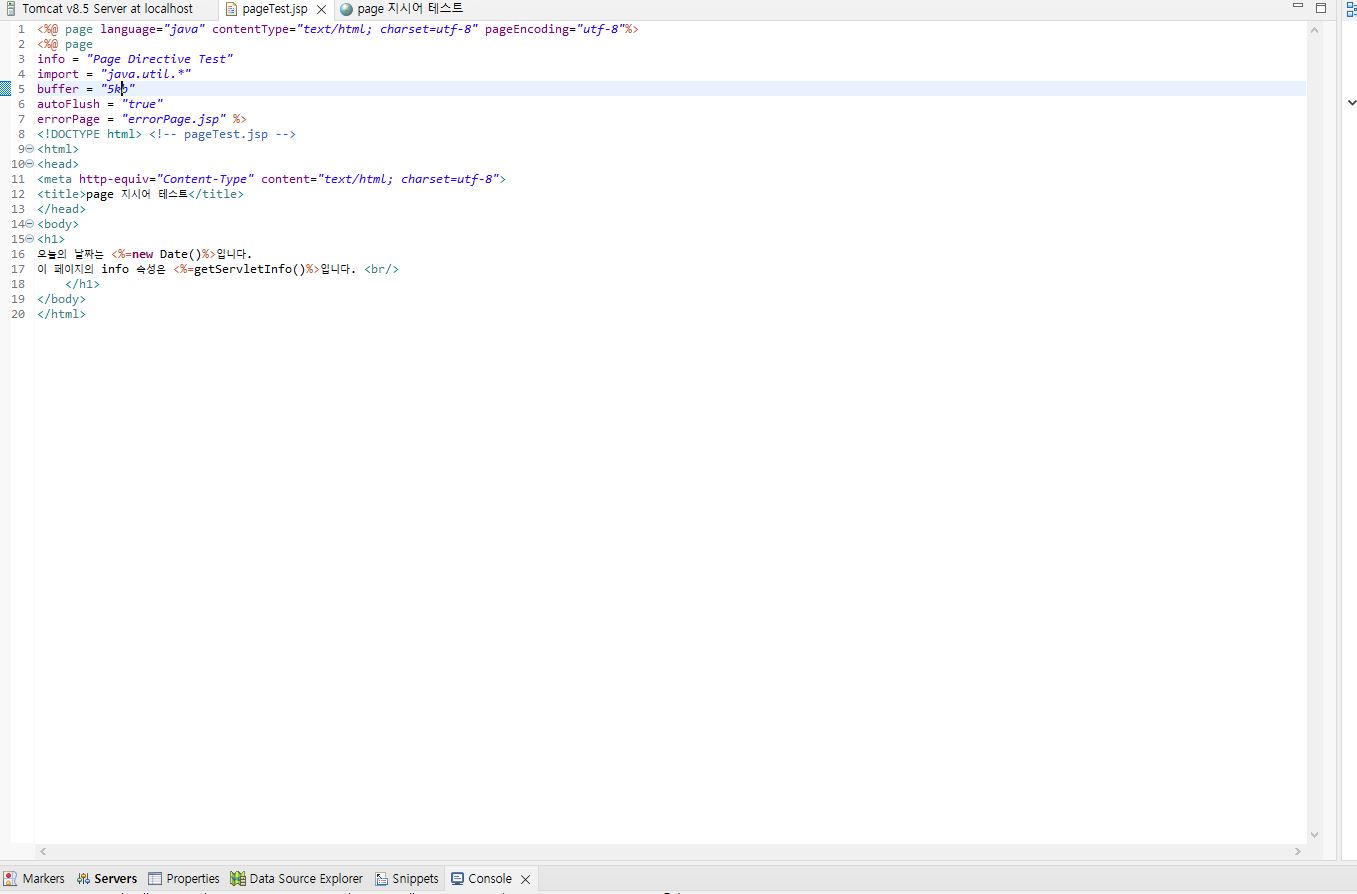 Tomcat v8.5 Server at localhost
pageTest.jsp
page 지시어 테스트
1 <%@ page language="java" contentType="text/html; charset=utf-8" pageEncoding="utf-8"%>
2 <%@ page
3 info = "Page Directive Test"
4 import = "java.util.*"
5 buffer = "5kb"
6 autoFlush = "true"
7 errorPage = "errorPage.jsp" %>
8 <!DOCTYPE html> <!-- pageTest.jsp -->
9 <html>
10 <head>
11 <meta http-equiv="Content-Type" content="text/html; charset=utf-8">
12 <title>page 지시어 테스트</title>
13 </head>
14 <body>
15 <h1>
16 오늘의 날짜는 <%=new Date()%>입니다.
17 이 페이지의 info 속성은 <%=getServletInfo()%>입니다. <br/>
18 </h1>
19 </body>
20 </html>
Markers Servers Properties Data Source Explorer Snippets Console